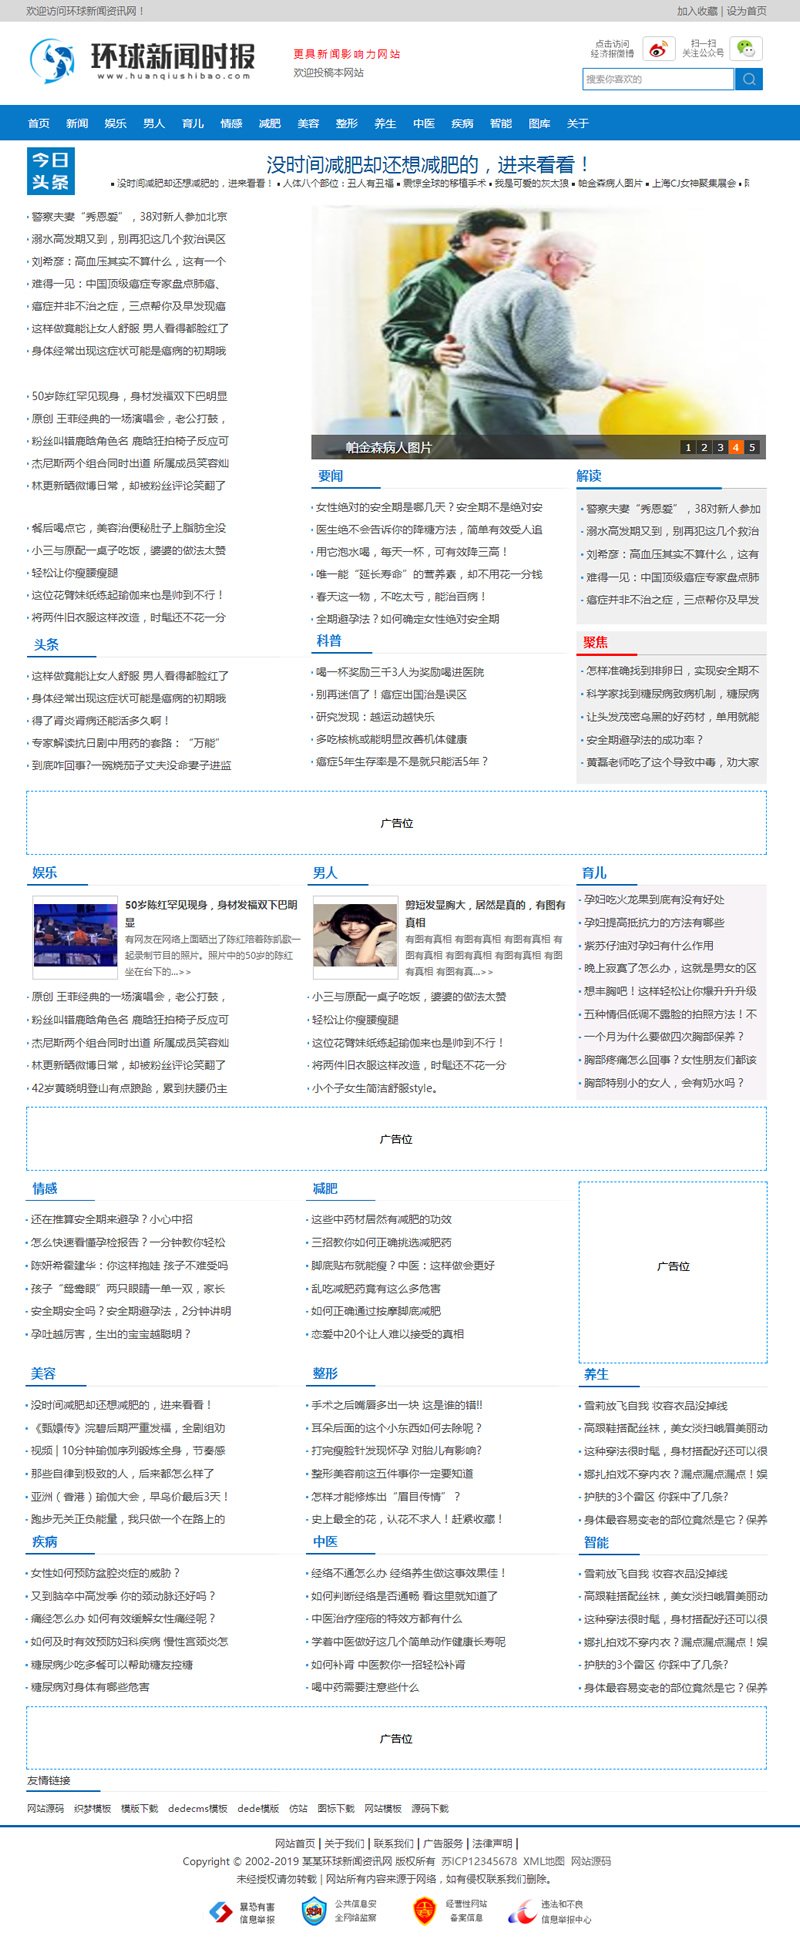 欢迎访问环球新闻资讯网！
加入收藏 | 设为首页
环球新闻时报
www.huanqiushibao.com
更具新闻影响力网站
欢迎投稿本网站
点击访问
经济报微博
扫一扫
关注公众号
搜索你喜欢的
首页 新闻 娱乐 男人 育儿 情感 减肥 美容 整形 养生 中医 疾病 智能 图库 关于
今日
头条
没时间减肥却还想减肥的，进来看看！
▪ 没时间减肥却还想减肥的，进来看看！ ▪ 人体八个部位：丑人有丑福 ▪ 震惊全球的移植手术 ▪ 我是可爱的灰太狼 ▪ 帕金森病人图片 ▪ 上海CJ女神聚集展会 ▪
警察夫妻“秀恩爱”，38对新人参加北京
溺水高发期又到，别再犯这几个救治误区
刘希彦：高血压其实不算什么，这有一个
难得一见：中国顶级癌症专家盘点肺癌、
癌症并非不治之症，三点帮你及早发现癌
这样做竟能让女人舒服 男人看得都脸红了
身体经常出现这症状可能是癌病的初期哦
50岁陈红罕见现身，身材发福双下巴明显
原创 王菲经典的一场演唱会，老公打鼓，
粉丝叫错鹿晗角色名 鹿晗狂拍椅子反应可
杰尼斯两个组合同时出道 所属成员笑容灿
林更新晒微博日常，却被粉丝评论笑翻了
餐后喝点它，美容治便秘肚子上脂肪全没
小三与原配一桌子吃饭，婆婆的做法太赞
轻松让你瘦腰瘦腿
这位花臂妹纸练起瑜伽来也是帅到不行！
将两件旧衣服这样改造，时髦还不花一分
帕金森病人图片
1 2 3 4 5
要闻
女性绝对的安全期是哪几天？安全期不是绝对安
医生绝不会告诉你的降糖方法，简单有效受人追
用它泡水喝，每天一杯，可有效降三高！
唯一能“延长寿命”的营养素，却不用花一分钱
春天这一物，不吃太亏，能治百病！
全期避孕法？如何确定女性绝对安全期
解读
警察夫妻“秀恩爱”，38对新人参加
溺水高发期又到，别再犯这几个救治
刘希彦：高血压其实不算什么，这有
难得一见：中国顶级癌症专家盘点肺
癌症并非不治之症，三点帮你及早发
头条
这样做竟能让女人舒服 男人看得都脸红了
身体经常出现这症状可能是癌病的初期哦
得了肾炎肾病还能活多久啊！
专家解读抗日剧中用药的套路：“万能”
到底咋回事?一碗烧茄子丈夫没命妻子进监
科普
喝一杯奖励三千3人为奖励喝进医院
别再迷信了！癌症出国治是误区
研究发现：越运动越快乐
多吃核桃或能明显改善机体健康
癌症5年生存率是不是就只能活5年？
聚焦
怎样准确找到排卵日，实现安全期不
科学家找到糖尿病致病机制，糖尿病
让头发茂密乌黑的好药材，单用就能
安全期避孕法的成功率？
黄磊老师吃了这个导致中毒，劝大家
广告位
娱乐
50岁陈红罕见现身，身材发福双下巴明
显
有网友在网络上面晒出了陈红陪着陈凯歌一
起录制节目的照片。照片中的50岁的陈红
坐在台下的...>>
原创 王菲经典的一场演唱会，老公打鼓，
粉丝叫错鹿晗角色名 鹿晗狂拍椅子反应可
杰尼斯两个组合同时出道 所属成员笑容灿
林更新晒微博日常，却被粉丝评论笑翻了
42岁黄晓明登山有点踉跄，累到扶腰仍主
男人
剪短发显胸大，居然是真的，有图有
真相
有图有真相 有图有真相 有图有真相 有
图有真相 有图有真相 有图有真相 有图
有真相 有图有真...>>
小三与原配一桌子吃饭，婆婆的做法太赞
轻松让你瘦腰瘦腿
这位花臂妹纸练起瑜伽来也是帅到不行！
将两件旧衣服这样改造，时髦还不花一分
小个子女生简洁舒服style。
育儿
孕妇吃火龙果到底有没有好处
孕妇提高抵抗力的方法有哪些
紫苏仔油对孕妇有什么作用
晚上寂寞了怎么办，这就是男女的区
想丰胸吧！这样轻松让你爆升升升级
五种情侣低调不露脸的拍照方法！不
一个月为什么要做四次胸部保养？
胸部疼痛怎么回事？女性朋友们都该
胸部特别小的女人，会有奶水吗？
广告位
情感
还在推算安全期来避孕？小心中招
怎么快速看懂孕检报告？一分钟教你轻松
陈妍希霍建华：你这样抱娃 孩子不难受吗
孩子“鸳鸯眼”两只眼睛一单一双，家长
安全期安全吗？安全期避孕法，2分钟讲明
孕吐越厉害，生出的宝宝越聪明？
减肥
这些中药材居然有减肥的功效
三招教你如何正确挑选减肥药
脚底贴布就能瘦？中医：这样做会更好
乱吃减肥药竟有这么多危害
如何正确通过按摩脚底减肥
恋爱中20个让人难以接受的真相
广告位
美容
没时间减肥却还想减肥的，进来看看！
《甄嬛传》浣碧后期严重发福，全剧组劝
视频 | 10分钟瑜伽序列锻炼全身，节奏感
那些自律到极致的人，后来都怎么样了
亚洲（香港）瑜伽大会，早鸟价最后3天！
跑步无关正负能量，我只做一个在路上的
整形
手术之后嘴唇多出一块 这是谁的错!!
耳朵后面的这个小东西如何去除呢？
打完瘦脸针发现怀孕 对胎儿有影响?
整形美容前这五件事你一定要知道
怎样才能修炼出“眉目传情”？
史上最全的花，认花不求人！赶紧收藏！
养生
雪莉放飞自我 妆容衣品没掉线
高跟鞋搭配丝袜，美女淡扫峨眉美丽动
这种穿法很时髦，身材搭配好还可以很
娜扎拍戏不穿内衣？漏点漏点漏点！娱
护肤的3个雷区 你踩中了几条?
身体最容易变老的部位竟然是它？保养
疾病
女性如何预防盆腔炎症的威胁？
又到脑卒中高发季 你的颈动脉还好吗？
痛经怎么办 如何有效缓解女性痛经呢？
如何及时有效预防妇科疾病 慢性宫颈炎怎
糖尿病少吃多餐可以帮助糖友控糖
糖尿病对身体有哪些危害
中医
经络不通怎么办 经络养生做这事效果佳！
如何判断经络是否通畅 看这里就知道了
中医治疗痤疮的特效方都有什么
学着中医做好这几个简单动作健康长寿呢
如何补肾 中医教你一招轻松补肾
喝中药需要注意些什么
智能
雪莉放飞自我 妆容衣品没掉线
高跟鞋搭配丝袜，美女淡扫峨眉美丽动
这种穿法很时髦，身材搭配好还可以很
娜扎拍戏不穿内衣？漏点漏点漏点！娱
护肤的3个雷区 你踩中了几条?
身体最容易变老的部位竟然是它？保养
广告位
友情链接
网站源码 织梦模板 模版下载 dedecms模板 dede模版 仿站 图标下载 网站模板 源码下载
网站首页 | 关于我们 | 联系我们 | 广告服务 | 法律声明 |
Copyright © 2002-2019 某某环球新闻资讯网 版权所有 苏ICP12345678 XML地图 网站源码
未经授权请勿转载 | 网站所有内容来源于网络，如有侵权联系我们删除。
暴恐有害
信息举报
公共信息安
全网络监察
经营性网站
备案信息
违法和不良
信息举报中心